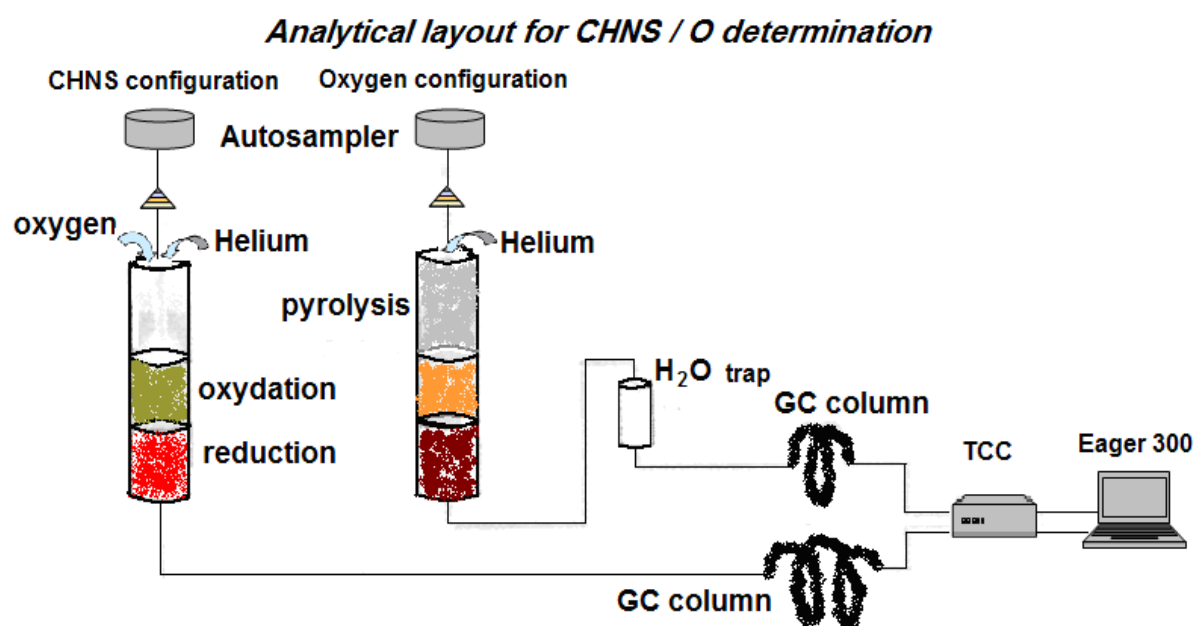 Analytical layout for CHNS / O determination
CHNS configuration
Oxygen configuration
Autosampler
oxygen
Helium
Helium
pyrolysis
oxydation
reduction
H₂O trap
GC column
TCC
Eager 300
GC column